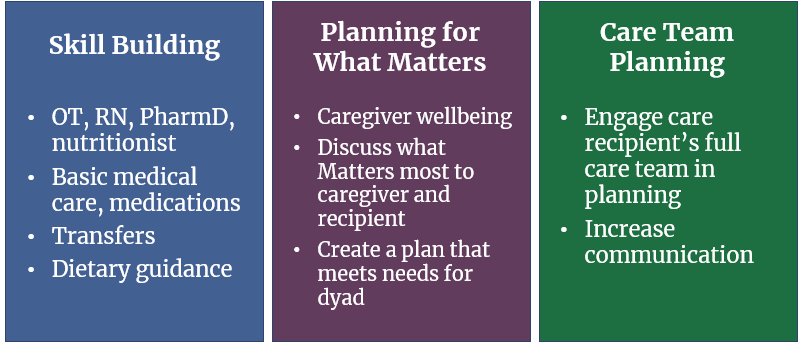 Skill Building
• OT, RN, PharmD,
nutritionist
• Basic medical
care, medications
• Transfers
• Dietary guidance
Planning for
What Matters
• Caregiver wellbeing
• Discuss what
Matters most to
caregiver and
recipient
• Create a plan that
meets needs for
dyad
Care Team
Planning
• Engage care
recipient’s full
care team in
planning
• Increase
communication